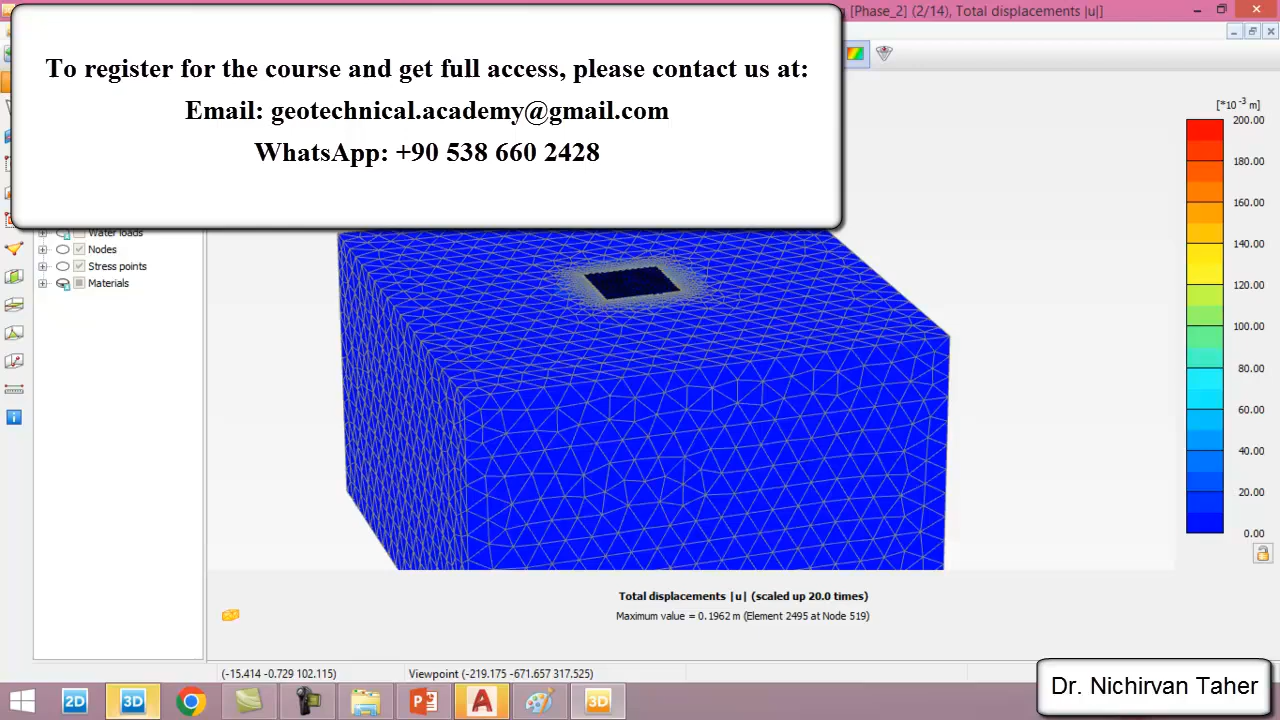 [Phase_2] (2/14), Total displacements |u|]
To register for the course and get full access, please contact us at:
Email: geotechnical.academy@gmail.com
WhatsApp: +90 538 660 2428
Water loads
Nodes
Stress points
Materials
[*10⁻³ m]
200.00
180.00
160.00
140.00
120.00
100.00
80.00
60.00
40.00
20.00
0.00
Total displacements |u| (scaled up 20.0 times)
Maximum value = 0.1962 m (Element 2495 at Node 519)
(-15.414 -0.729 102.115)
Viewpoint (-219.175 -671.657 317.525)
Dr. Nichirvan Taher
2D
3D
3D